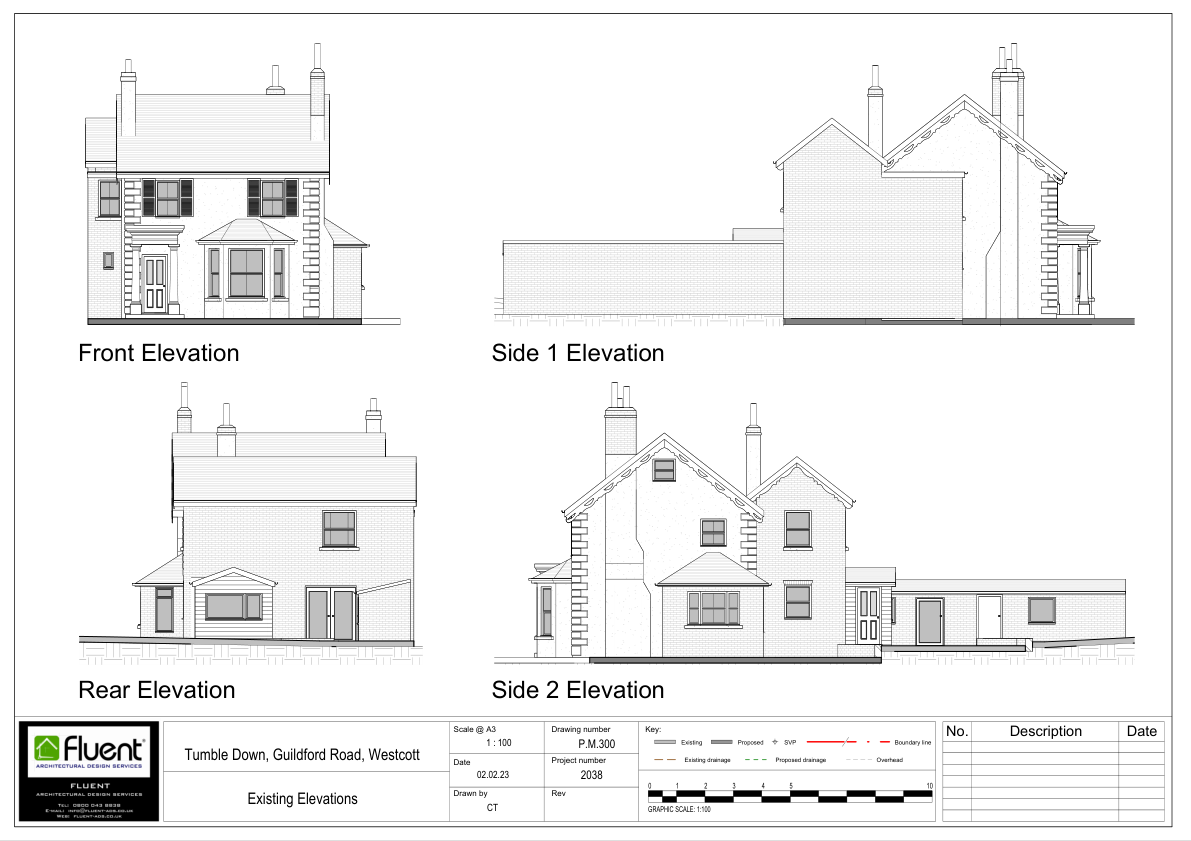 Front Elevation
Side 1 Elevation
Rear Elevation
Side 2 Elevation
fluent
ARCHITECTURAL DESIGN SERVICES
FLUENT
ARCHITECTURAL DESIGN SERVICES
TEL: 0800 043 8838
E-MAIL: INFO@FLUENT-ADS.CO.UK
WEB: FLUENT-ADS.CO.UK
Tumble Down, Guildford Road, Westcott
Existing Elevations
Scale @ A3
1 : 100
Date
02.02.23
Drawn by
CT
Drawing number
P.M.300
Project number
2038
Rev
Key:
Existing Proposed SVP Boundary line
Existing drainage Proposed drainage Overhead
0 1 2 3 4 5 10
GRAPHIC SCALE: 1:100
No. Description Date